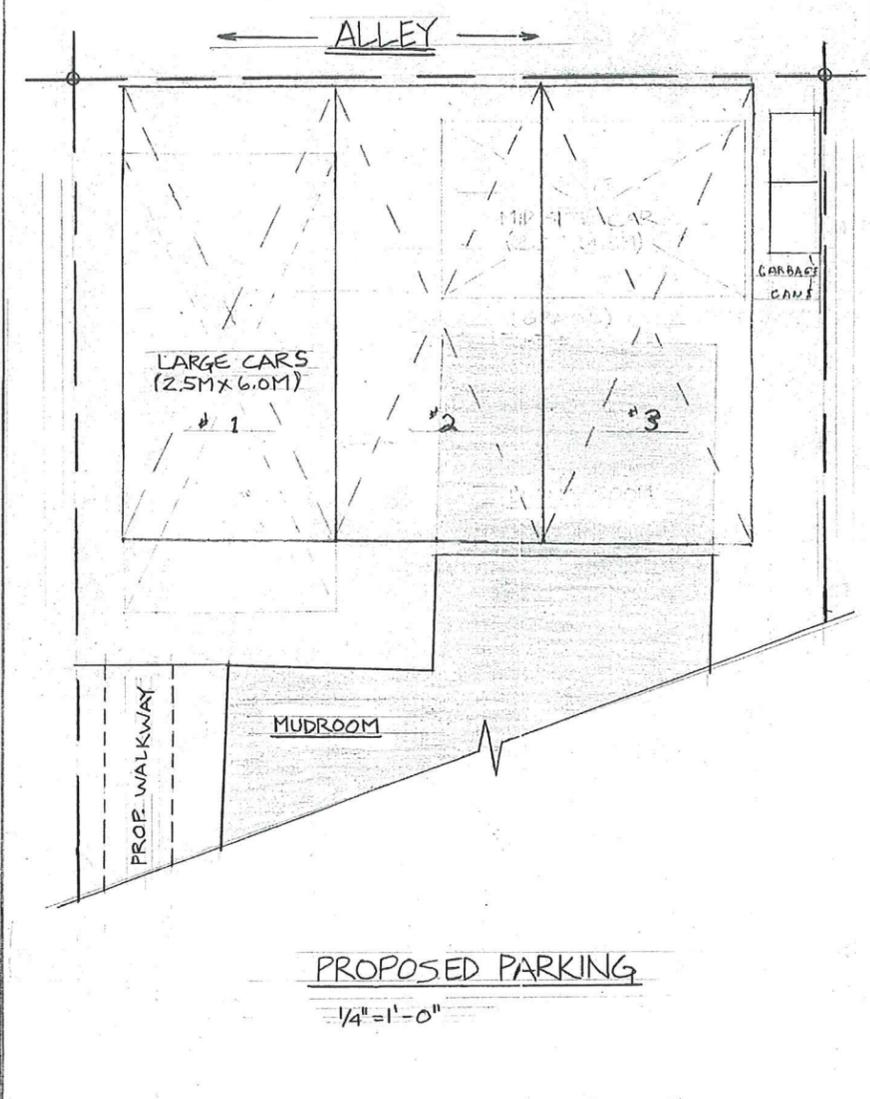 ALLEY
GARBAGE
CANS
LARGE CARS
(2.5M X 6.0M)
# 1
#2
#3
MUDROOM
PROP. WALKWAY
PROPOSED PARKING
1/4"=1'-0"